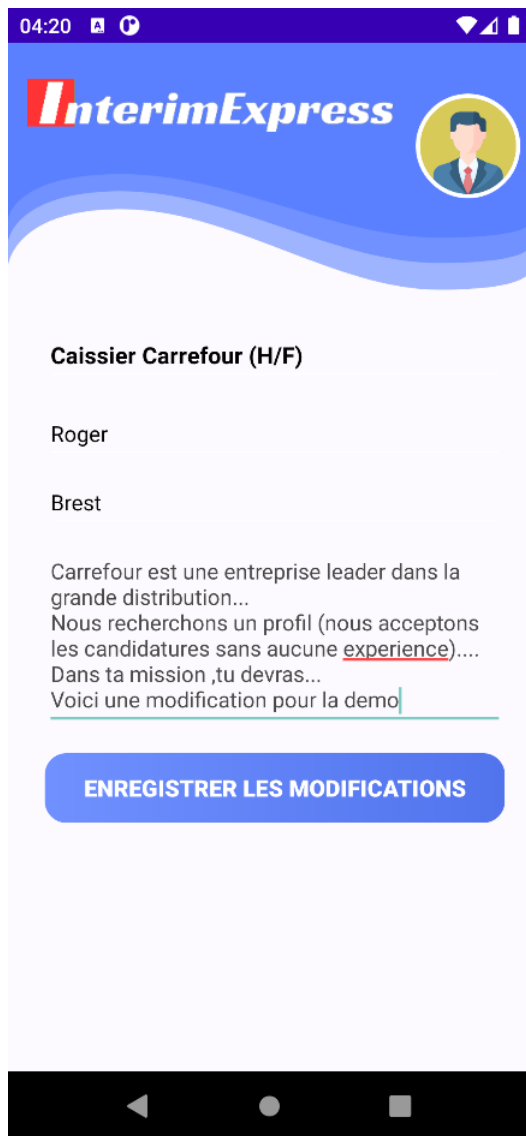 04:20
InterimExpress
Caissier Carrefour (H/F)
Roger
Brest
Carrefour est une entreprise leader dans la
grande distribution...
Nous recherchons un profil (nous acceptons
les candidatures sans aucune experience)....
Dans ta mission ,tu devras...
Voici une modification pour la demo
ENREGISTRER LES MODIFICATIONS